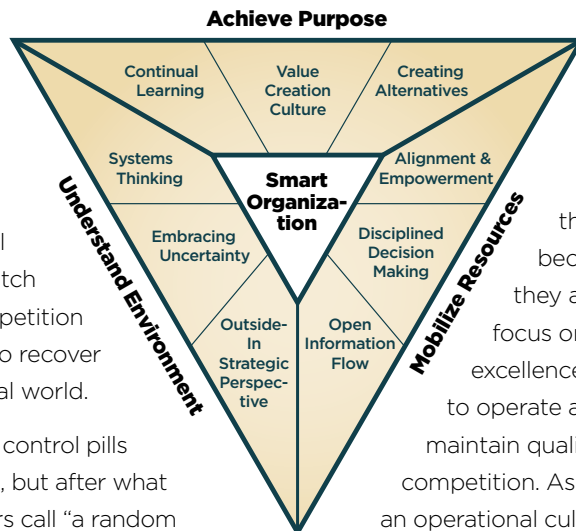 Achieve Purpose
Continual
Learning
Value
Creation
Culture
Creating
Alternatives
Systems
Thinking
Smart
Organiza-
tion
Alignment &
Empowerment
Understand Environment
Embracing
Uncertainty
Disciplined
Decision
Making
Mobilize Resources
Outside-
In
Strategic
Perspec-
tive
Open
Information
Flow
l
tch
petition
o recover
al world.
control pills
, but after what
rs call “a random
th
bec
they a
focus or
excellence
to operate a
maintain quali
competition. As
an operational cul